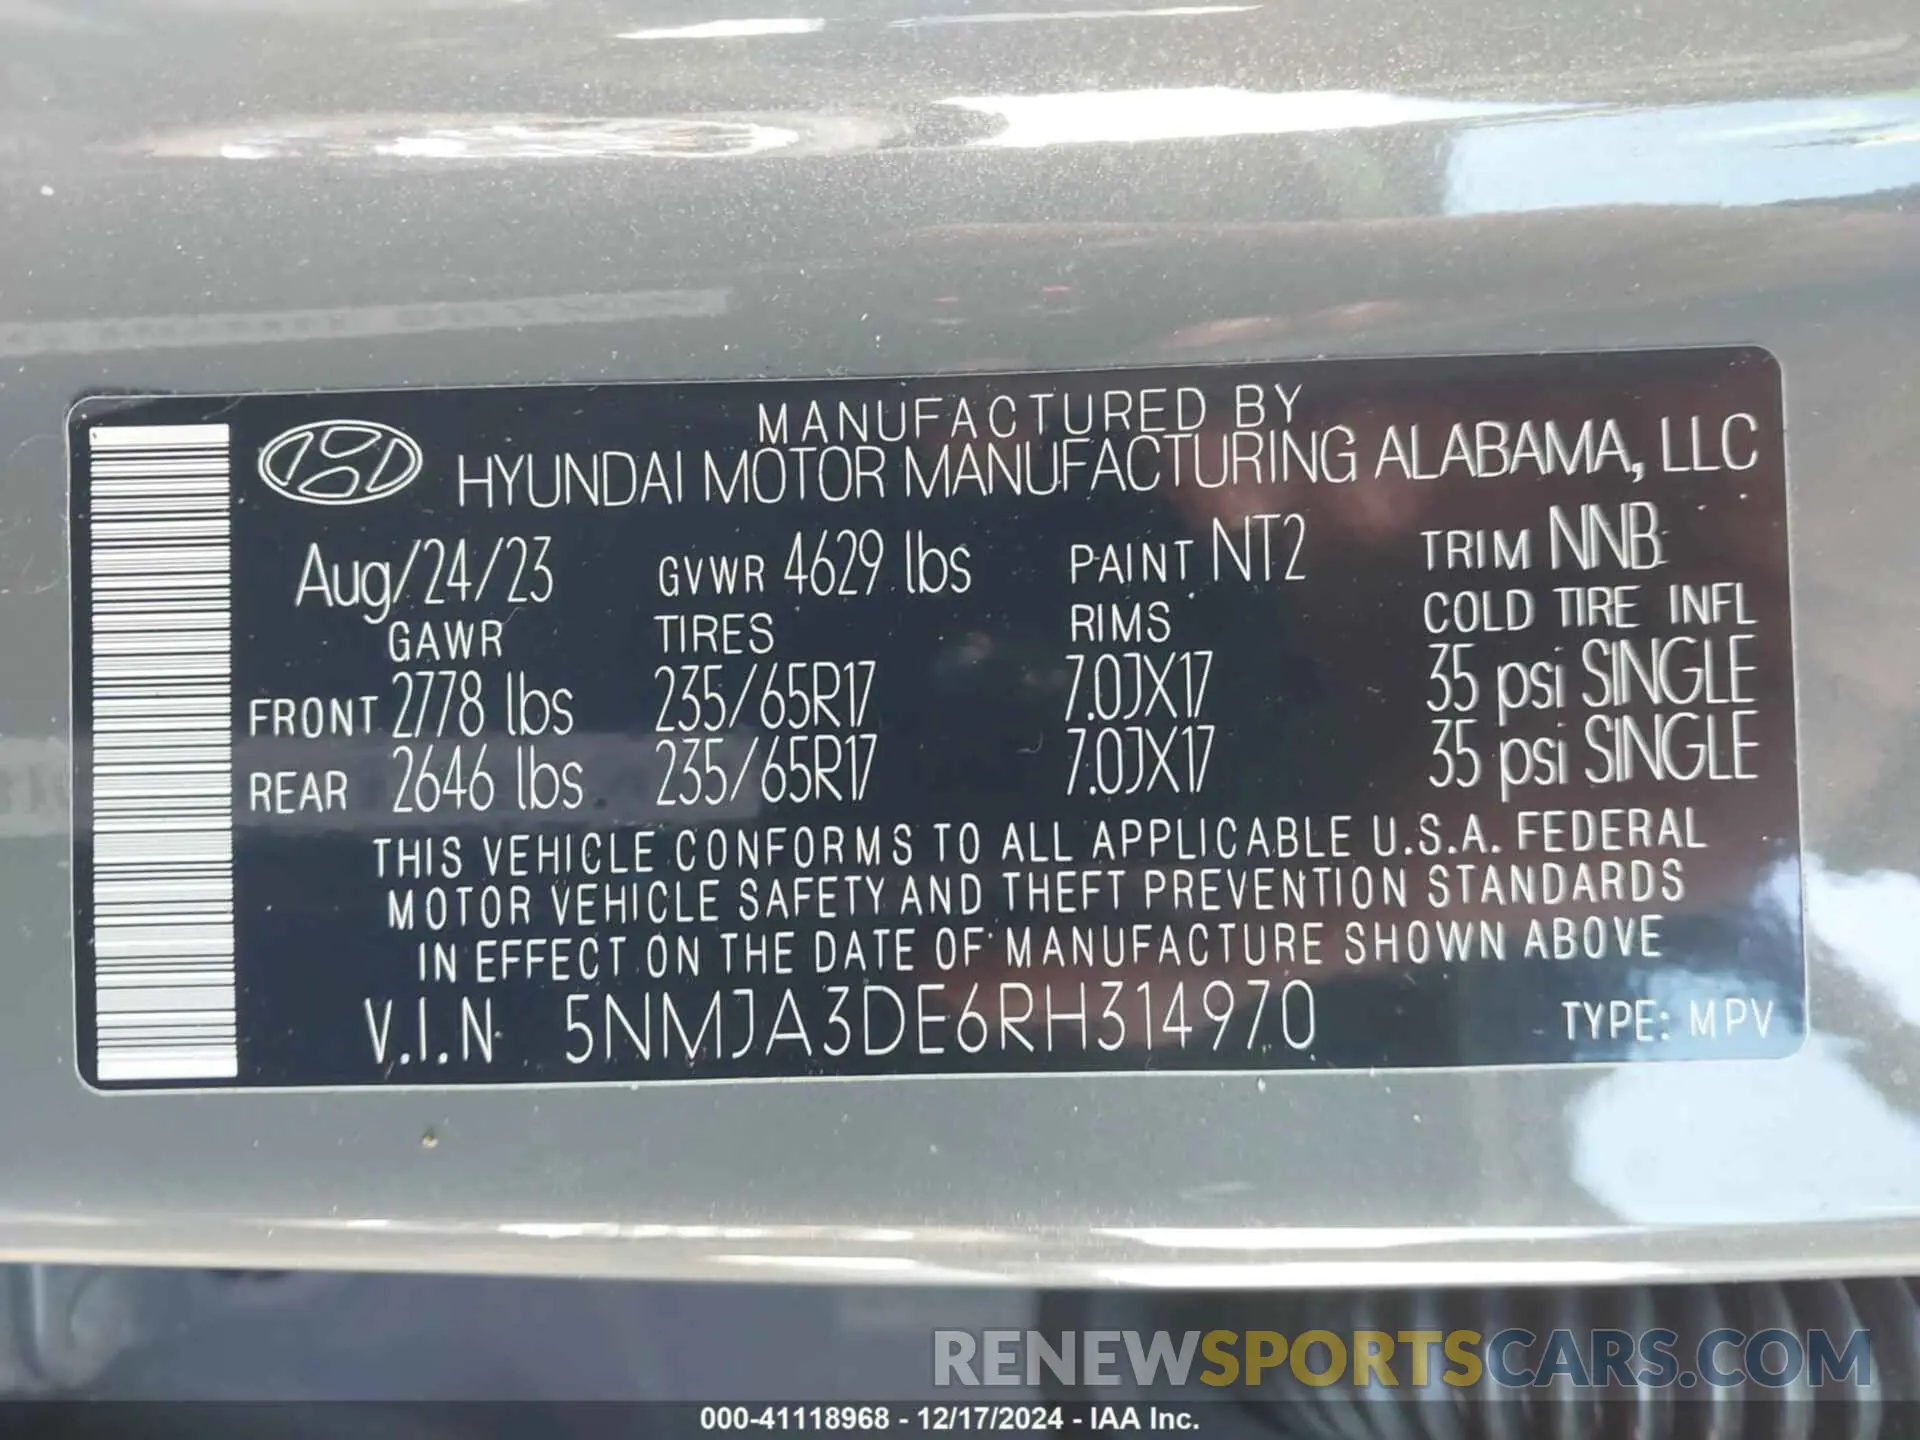 MANUFACTURED BY
HYUNDAI MOTOR MANUFACTURING ALABAMA, LLC
Aug/24/23 GVWR 4629 lbs PAINT NT2 TRIM NNB
GAWR TIRES RIMS COLD TIRE INFL
FRONT 2778 lbs 235/65R17 7.0JX17 35 psi SINGLE
REAR 2646 lbs 235/65R17 7.0JX17 35 psi SINGLE
THIS VEHICLE CONFORMS TO ALL APPLICABLE U.S.A. FEDERAL
MOTOR VEHICLE SAFETY AND THEFT PREVENTION STANDARDS
IN EFFECT ON THE DATE OF MANUFACTURE SHOWN ABOVE
V.I.N 5NMJA3DE6RH314970 TYPE: MPV
RENEWSPORTSCARS.COM
000-41118968 - 12/17/2024 - IAA Inc.